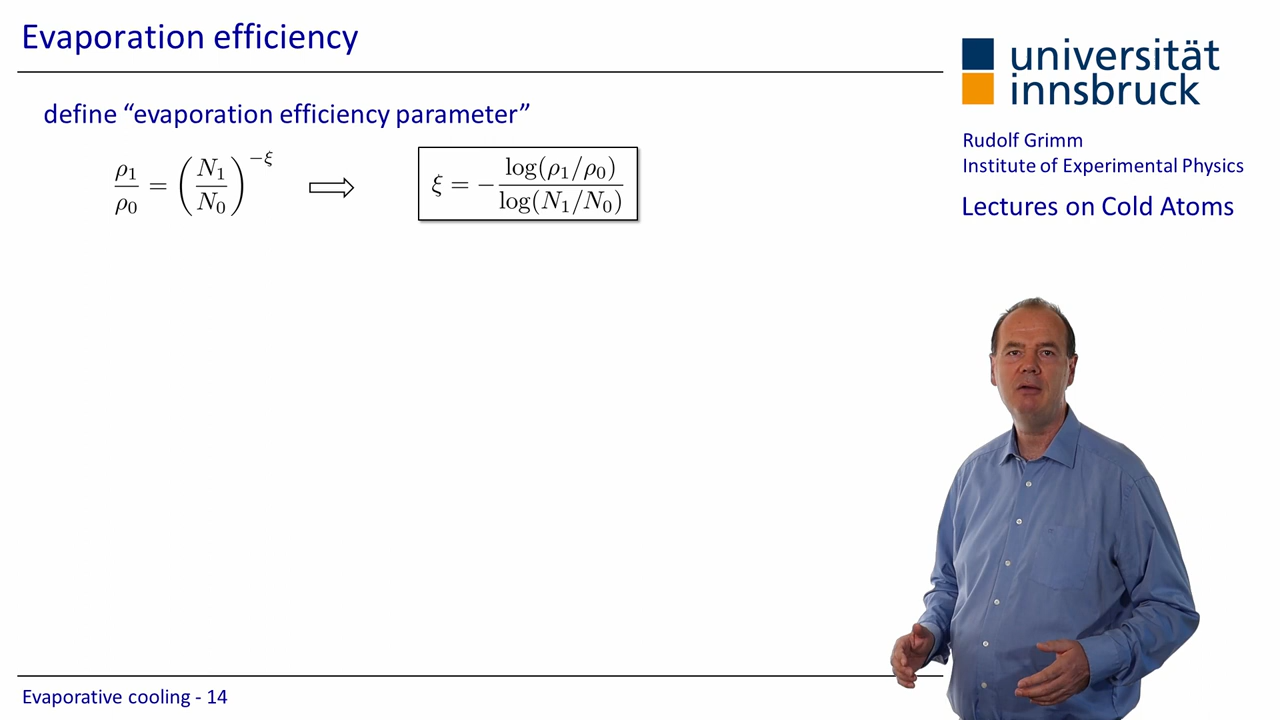 Evaporation efficiency
universität
innsbruck
Rudolf Grimm
Institute of Experimental Physics
Lectures on Cold Atoms
define “evaporation efficiency parameter”
ρ₁/ρ₀ = (N₁/N₀)^−ξ ⟹ ξ = − log(ρ₁/ρ₀) / log(N₁/N₀)
Evaporative cooling - 14